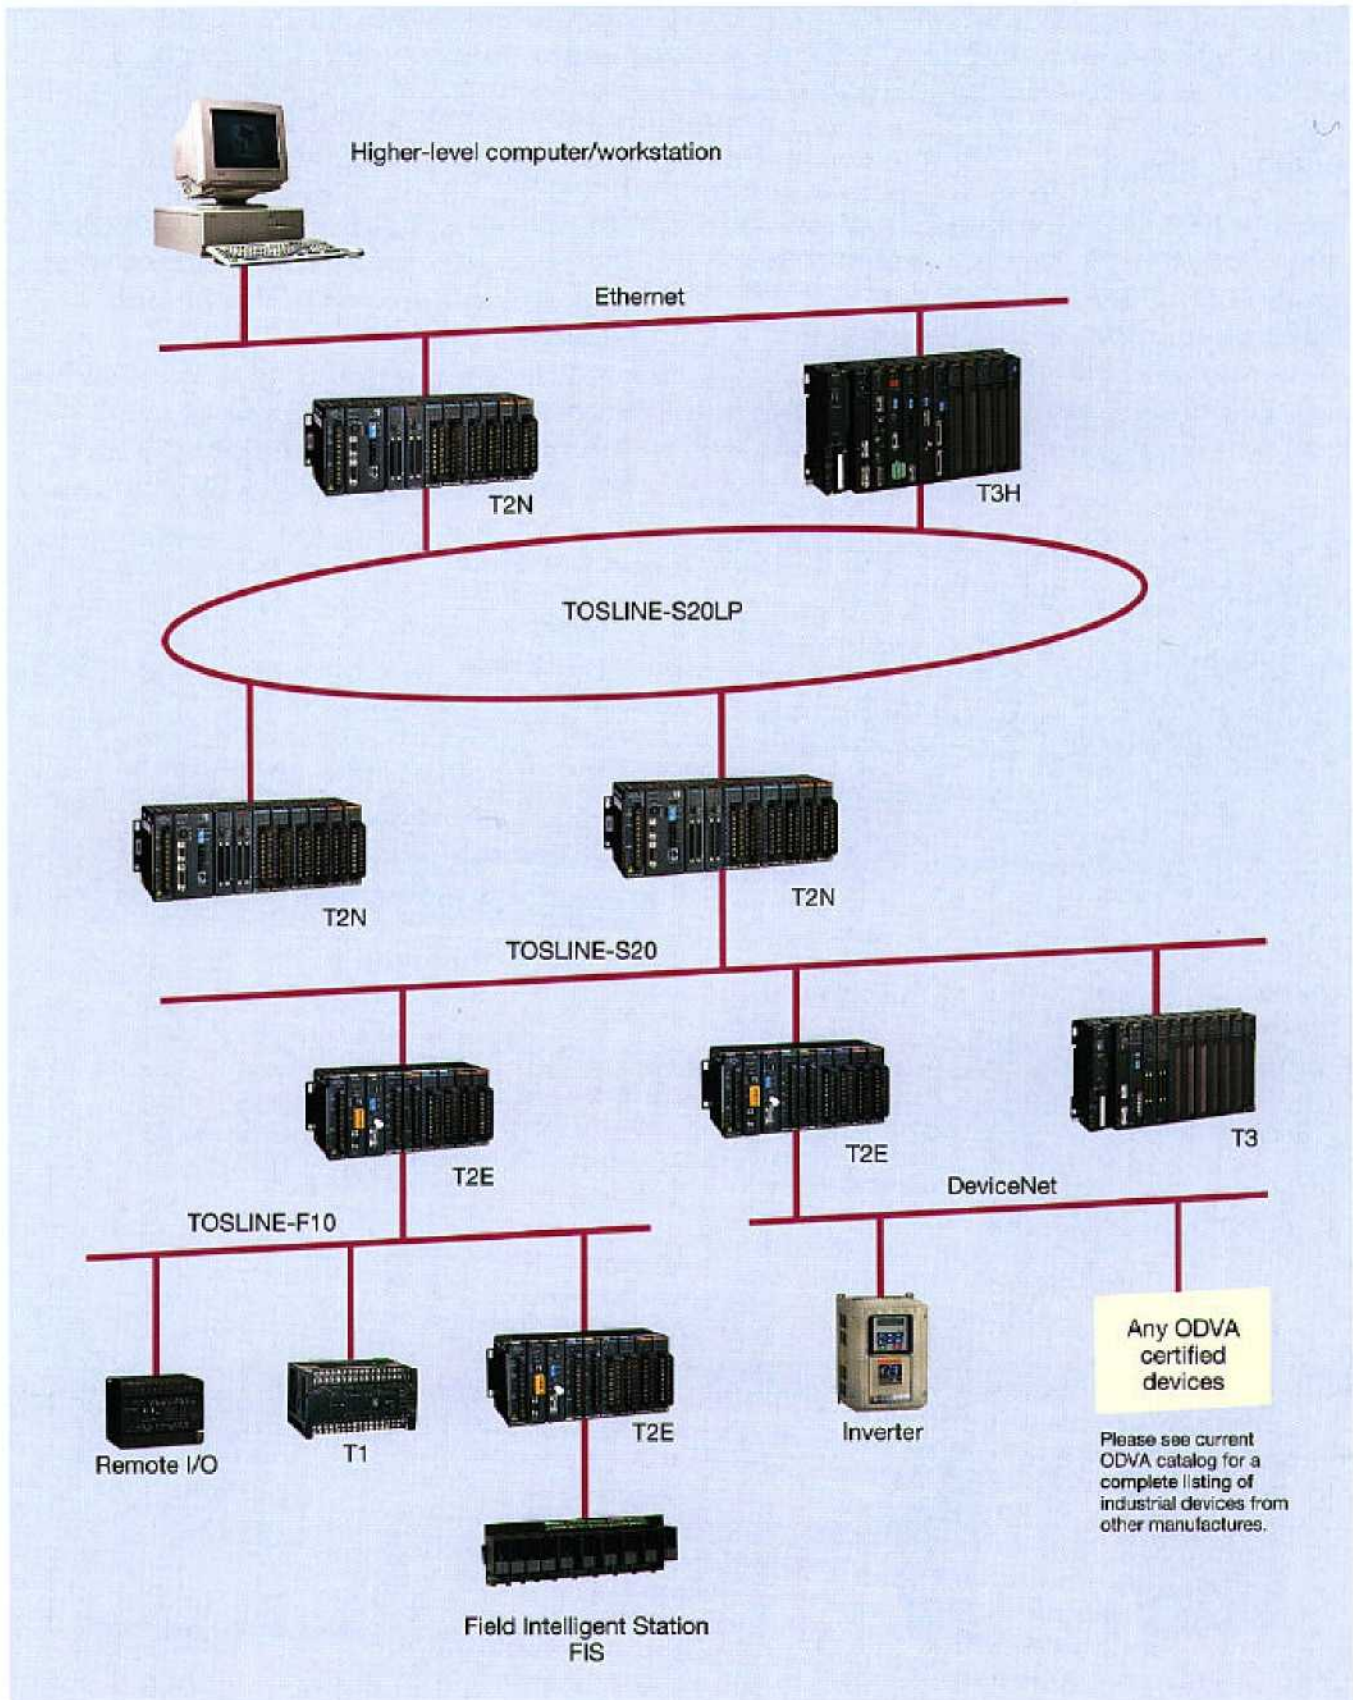 Higher-level computer/workstation
Ethernet
T2N
T3H
TOSLINE-S20LP
T2N
T2N
TOSLINE-S20
T2E
T2E
T3
DeviceNet
TOSLINE-F10
Remote I/O
T1
T2E
Inverter
Any ODVA
certified
devices
Please see current
ODVA catalog for a
complete listing of
industrial devices from
other manufactures.
Field Intelligent Station
FIS